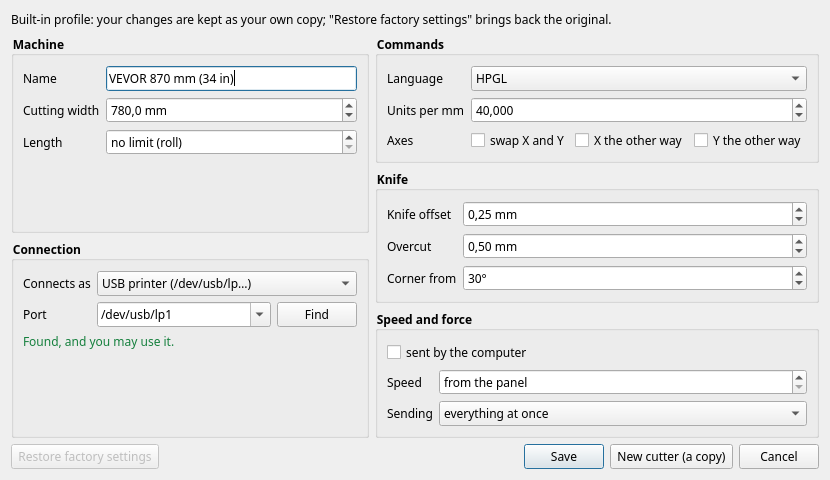 Built-in profile: your changes are kept as your own copy; "Restore factory settings" brings back the original.
Machine
Name VEVOR 870 mm (34 in)
Cutting width 780,0 mm
Length no limit (roll)
Connection
Connects as USB printer (/dev/usb/lp...)
Port /dev/usb/lp1 Find
Found, and you may use it.
Commands
Language HPGL
Units per mm 40,000
Axes swap X and Y X the other way Y the other way
Knife
Knife offset 0,25 mm
Overcut 0,50 mm
Corner from 30°
Speed and force
sent by the computer
Speed from the panel
Sending everything at once
Restore factory settings Save New cutter (a copy) Cancel